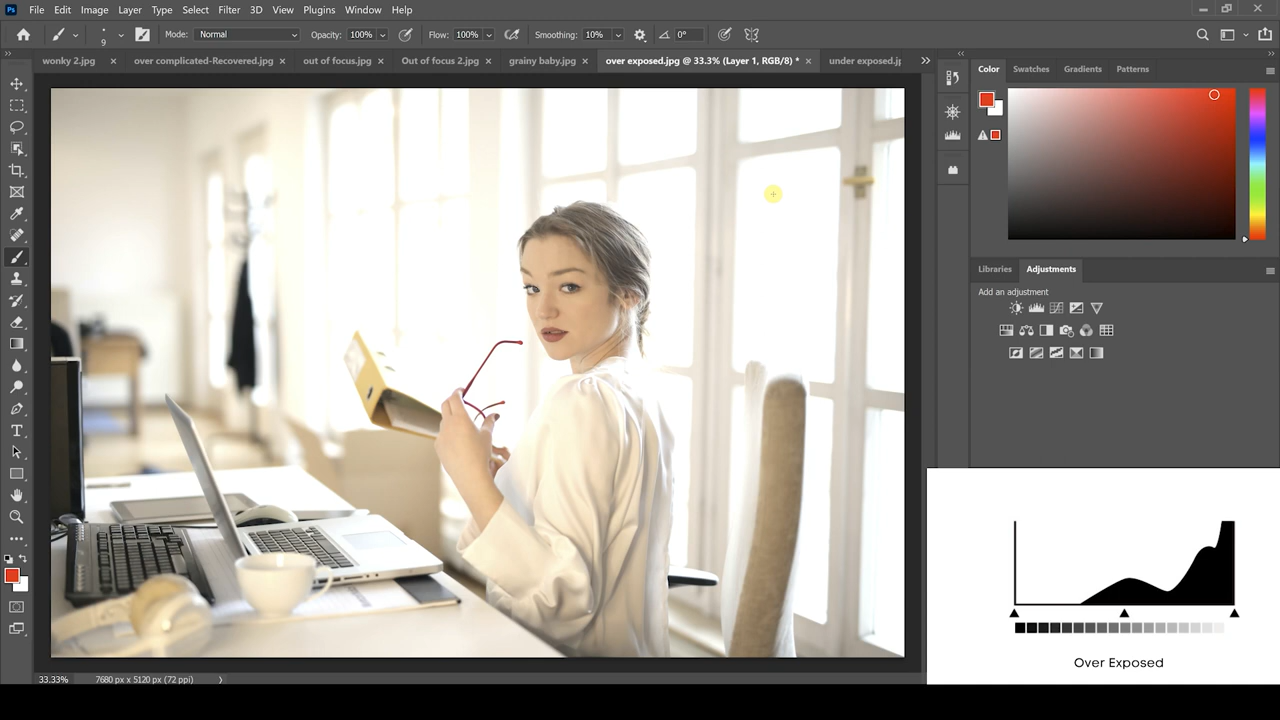 Ps File Edit Image Layer Type Select Filter 3D View Plugins Window Help
9 Mode: Normal Opacity: 100% Flow: 100% Smoothing: 10% 0°
wonky 2.jpg × over complicated-Recovered.jpg × out of focus.jpg × Out of focus 2.jpg × grainy baby.jpg × over exposed.jpg @ 33.3% (Layer 1, RGB/8) * × under exposed.j
Color Swatches Gradients Patterns
Libraries Adjustments
Add an adjustment
Over Exposed
33.33% 7680 px x 5120 px (72 ppi)